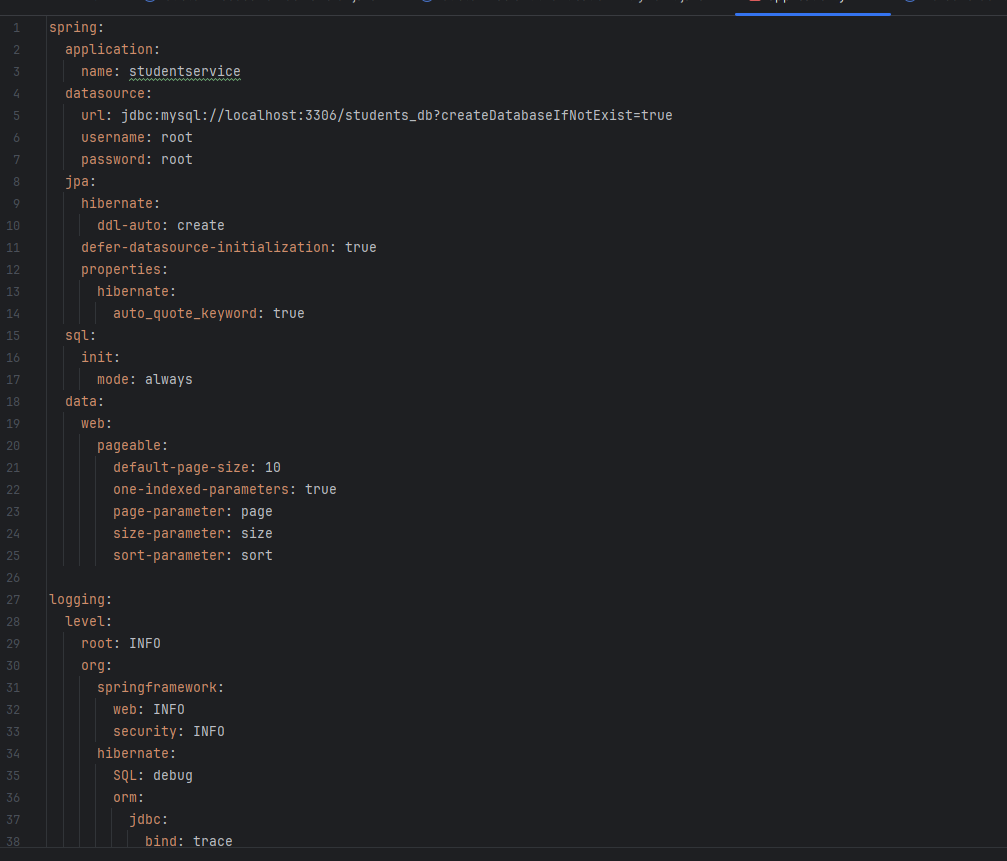 1 spring:
2   application:
3     name: studentservice
4   datasource:
5     url: jdbc:mysql://localhost:3306/students_db?createDatabaseIfNotExist=true
6     username: root
7     password: root
8   jpa:
9     hibernate:
10       ddl-auto: create
11     defer-datasource-initialization: true
12     properties:
13       hibernate:
14         auto_quote_keyword: true
15   sql:
16     init:
17       mode: always
18   data:
19     web:
20       pageable:
21         default-page-size: 10
22         one-indexed-parameters: true
23         page-parameter: page
24         size-parameter: size
25         sort-parameter: sort
26
27 logging:
28   level:
29     root: INFO
30     org:
31       springframework:
32         web: INFO
33         security: INFO
34       hibernate:
35         SQL: debug
36         orm:
37           jdbc:
38             bind: trace